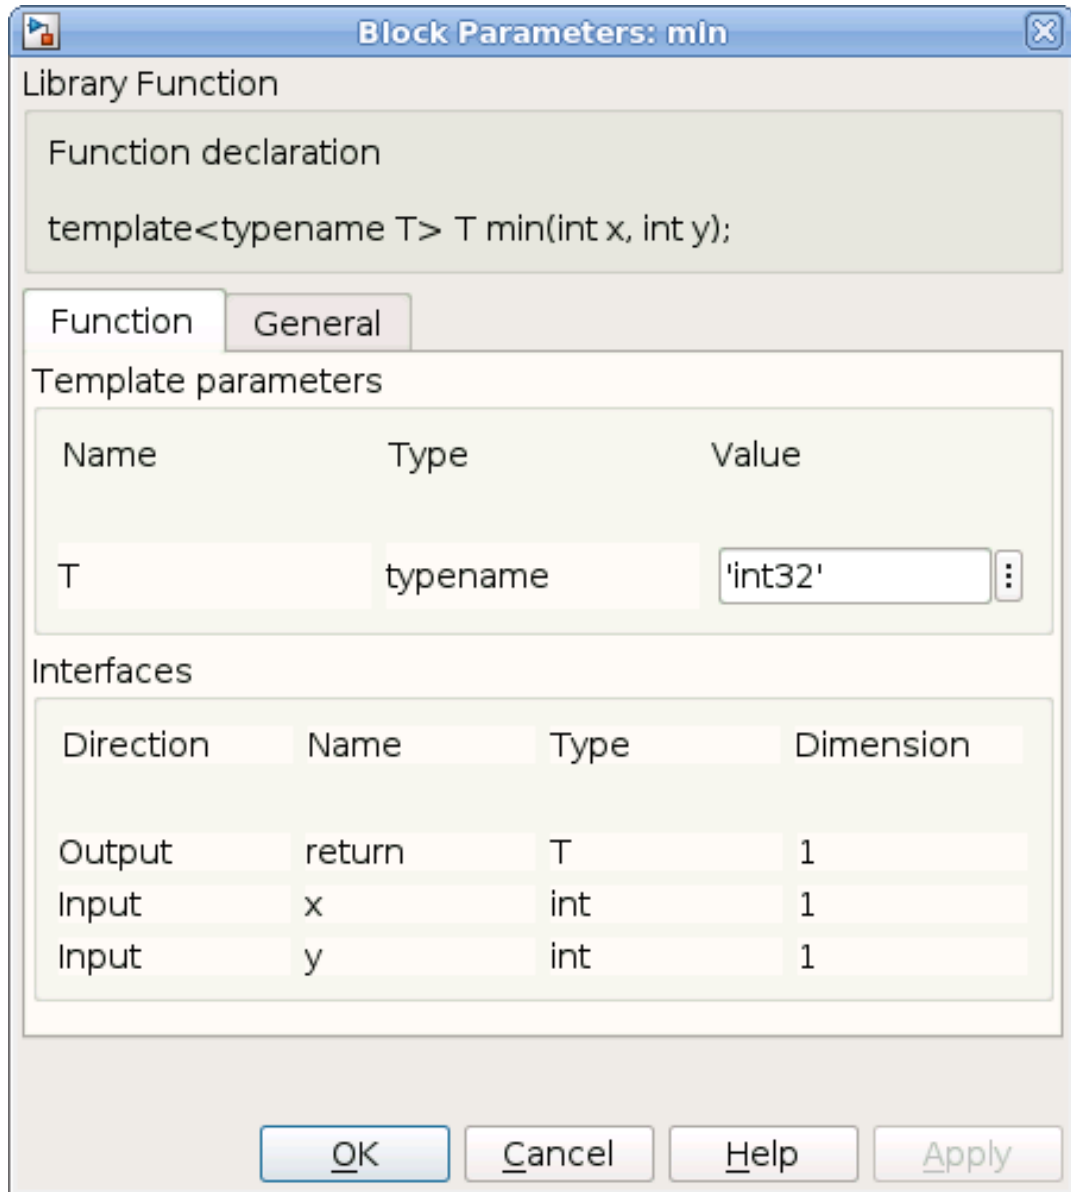 Block Parameters: min
Library Function
Function declaration
template<typename T> T min(int x, int y);
Function General
Template parameters
Name Type Value
T typename 'int32'
Interfaces
Direction Name Type Dimension
Output return T 1
Input x int 1
Input y int 1
OK Cancel Help Apply